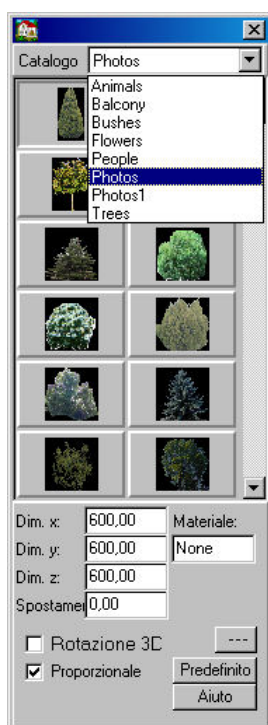 Catalogo Photos
Animals
Balcony
Bushes
Flowers
People
Photos
Photos1
Trees
Dim. x: 600,00 Materiale:
Dim. y: 600,00 None
Dim. z: 600,00
Spostamei 0,00
Rotazione 3D ---
Proporzionale Predefinito
Aiuto